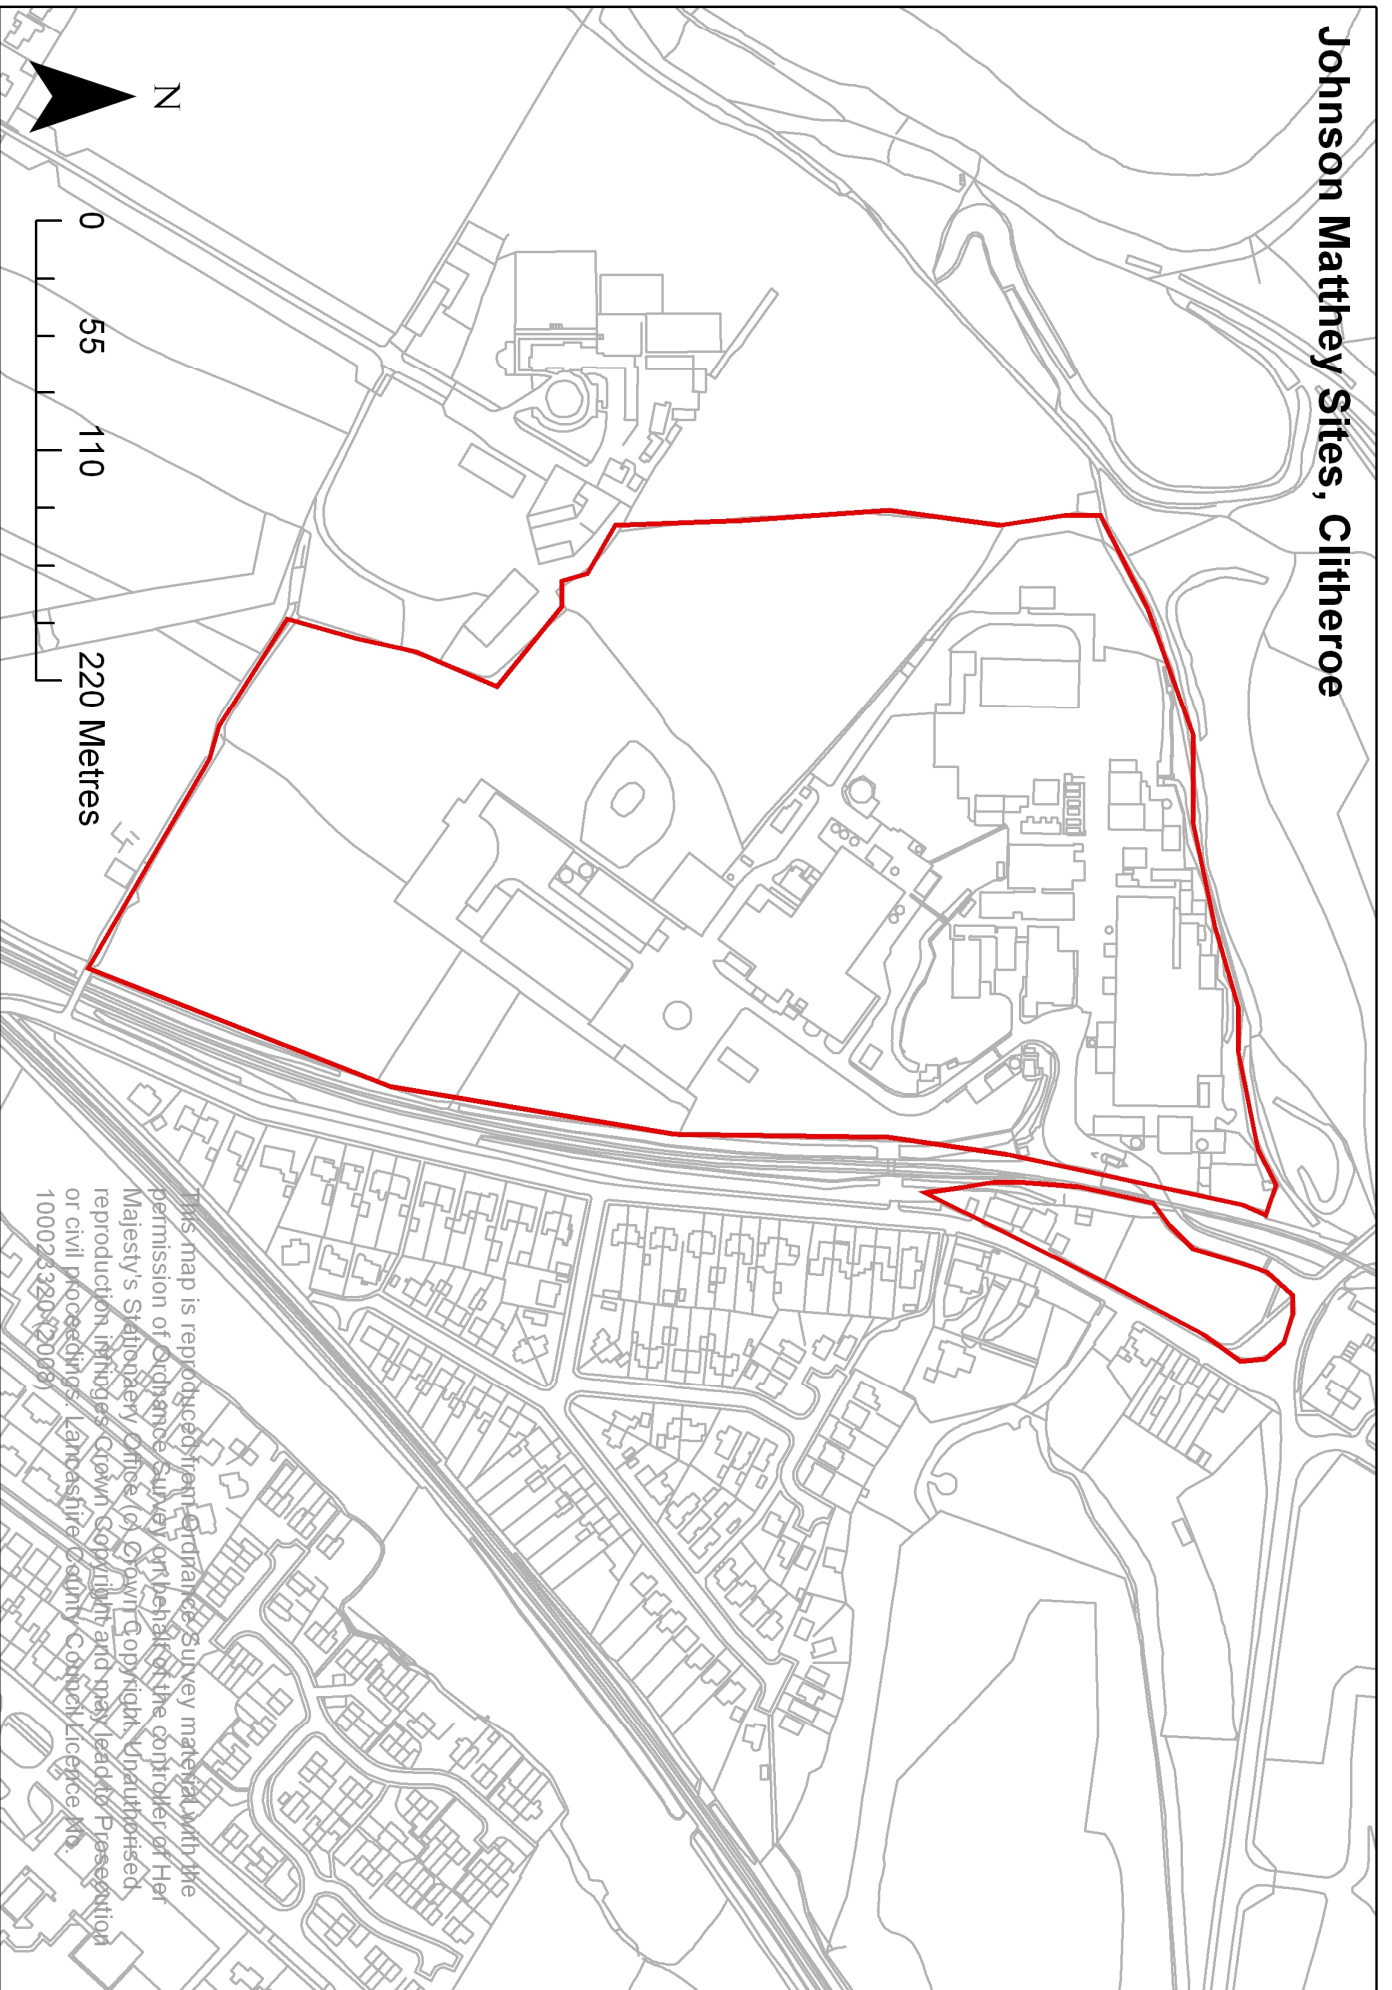 Johnson Matthey Sites, Clitheroe
N
0 55 110 220 Metres
This map is reproduced from Ordnance Survey material with the
permission of Ordnance Survey on behalf of the controller of Her
Majesty's Stationaery Office (c) Crown Copyright. Unauthorised
reproduction infringes Crown Copyright and may lead to Prosecution
or civil proceedings. Lancashire County Council Licence No.
100023320 (2008)